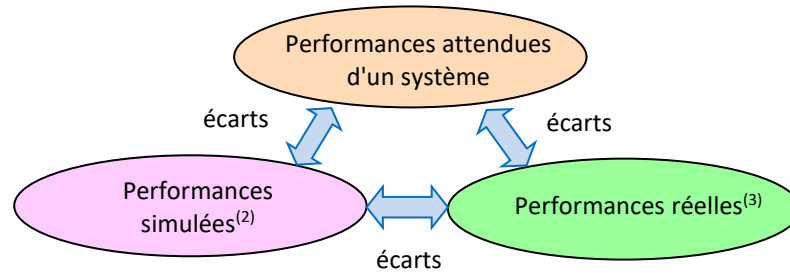 Performances attendues
d'un système
écarts
écarts
Performances
simulées(2)
Performances réelles(3)
écarts